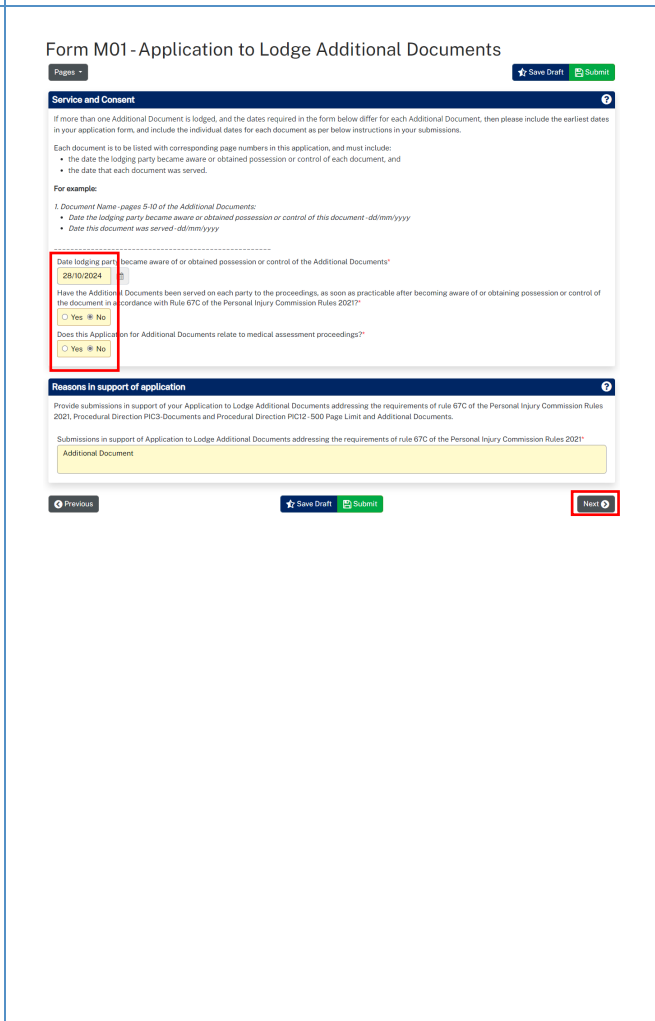 Form M01 - Application to Lodge Additional Documents
Pages
Save Draft
Submit
Service and Consent
If more than one Additional Document is lodged, and the dates required in the form below differ for each Additional Document, then please include the earliest dates
in your application form, and include the individual dates for each document as per below instructions in your submissions.
Each document is to be listed with corresponding page numbers in this application, and must include:
• the date the lodging party became aware or obtained possession or control of each document, and
• the date that each document was served.
For example:
1. Document Name - pages 5-10 of the Additional Documents:
• Date the lodging party became aware or obtained possession or control of this document - dd/mm/yyyy
• Date this document was served - dd/mm/yyyy
------------------------------------------------------
Date lodging party became aware of or obtained possession or control of the Additional Documents*
28/10/2024
Have the Additional Documents been served on each party to the proceedings, as soon as practicable after becoming aware of or obtaining possession or control of
the document in accordance with Rule 67C of the Personal Injury Commission Rules 2021?*
Yes No
Does this Application for Additional Documents relate to medical assessment proceedings?*
Yes No
Reasons in support of application
Provide submissions in support of your Application to Lodge Additional Documents addressing the requirements of rule 67C of the Personal Injury Commission Rules
2021, Procedural Direction PIC3-Documents and Procedural Direction PIC12 - 500 Page Limit and Additional Documents.
Submissions in support of Application to Lodge Additional Documents addressing the requirements of rule 67C of the Personal Injury Commission Rules 2021*
Additional Document
Previous
Save Draft
Submit
Next